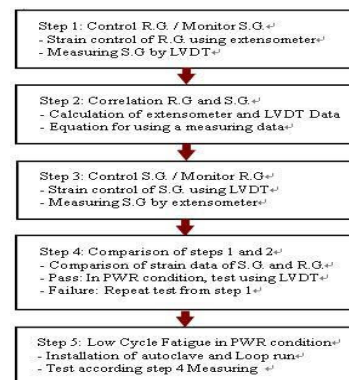 Step 1: Control R.G. / Monitor S.G.↵
- Strain control of R.G. using extensometer↵
- Measuring S.G by LVDT↵
Step 2: Correlation R.G and S.G.↵
- Calculation of extensometer and LVDT Data
- Equation for using a measuring data↵
Step 3: Control S.G. / Monitor R.G↵
- Strain control of S.G. using LVDT↵
- Measuring S.G by extensometer↵
Step 4: Comparison of steps 1 and 2↵
- Comparison of strain data of S.G. and R.G.↵
- Pass: In PWR condition, test using LVDT↵
- Failure: Repeat test from step 1↵
Step 5: Low Cycle Fatigue in PWR condition↵
- Installation of autoclave and Loop run↵
- Test according step 4 Measuring ↵